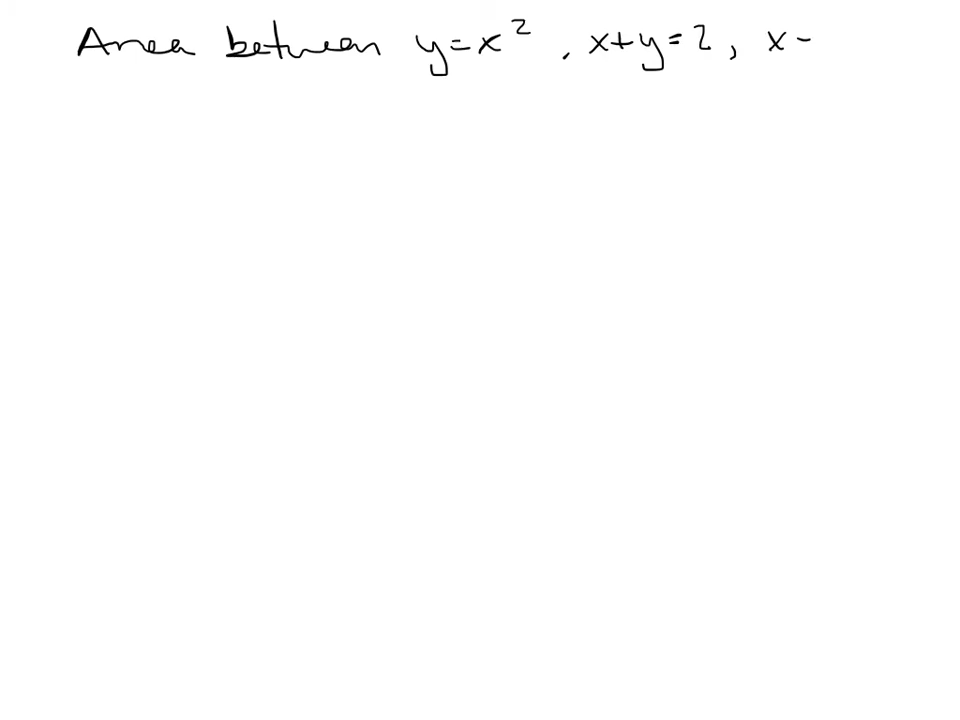 Area between y=x², x+y=2, x-